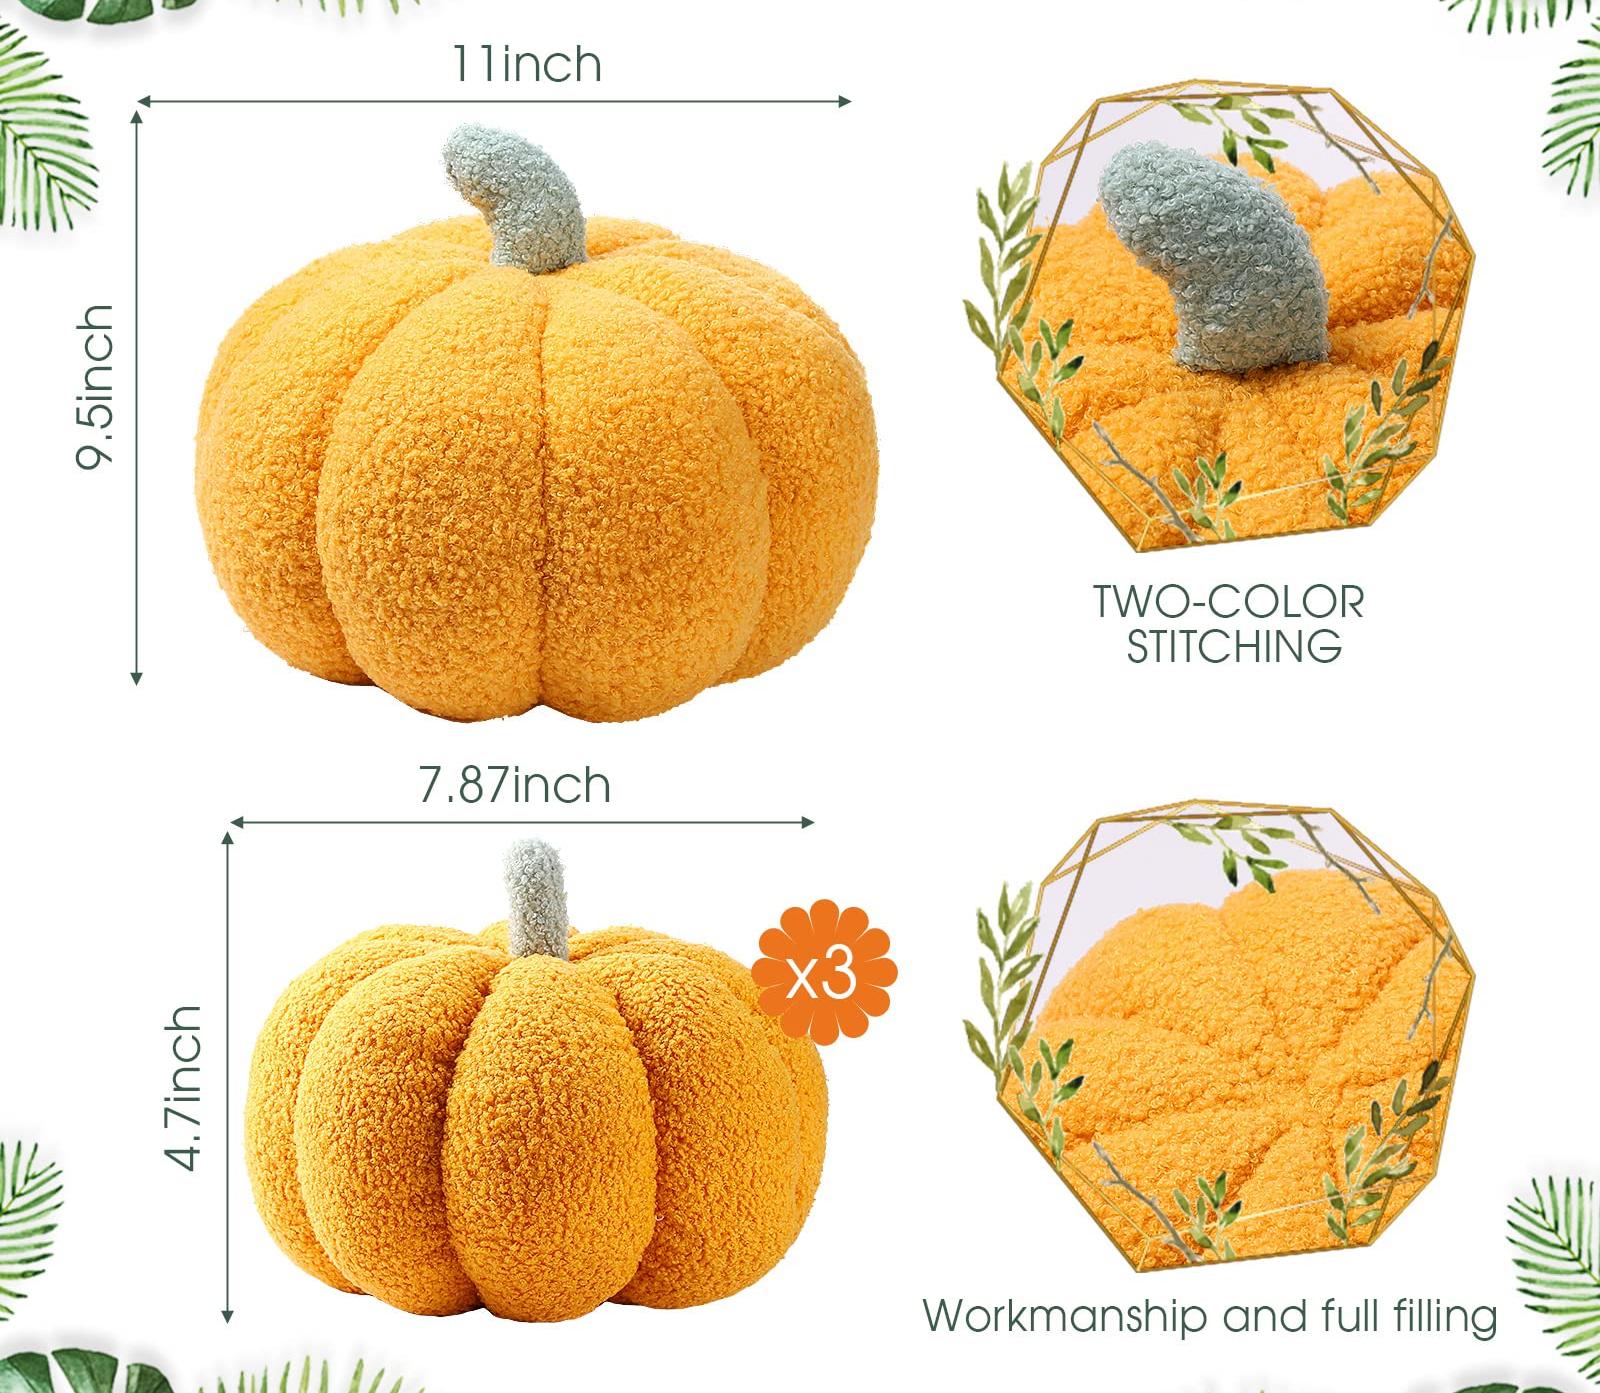 11inch
9.5inch
TWO-COLOR
STITCHING
7.87inch
x3
4.7inch
Workmanship and full filling